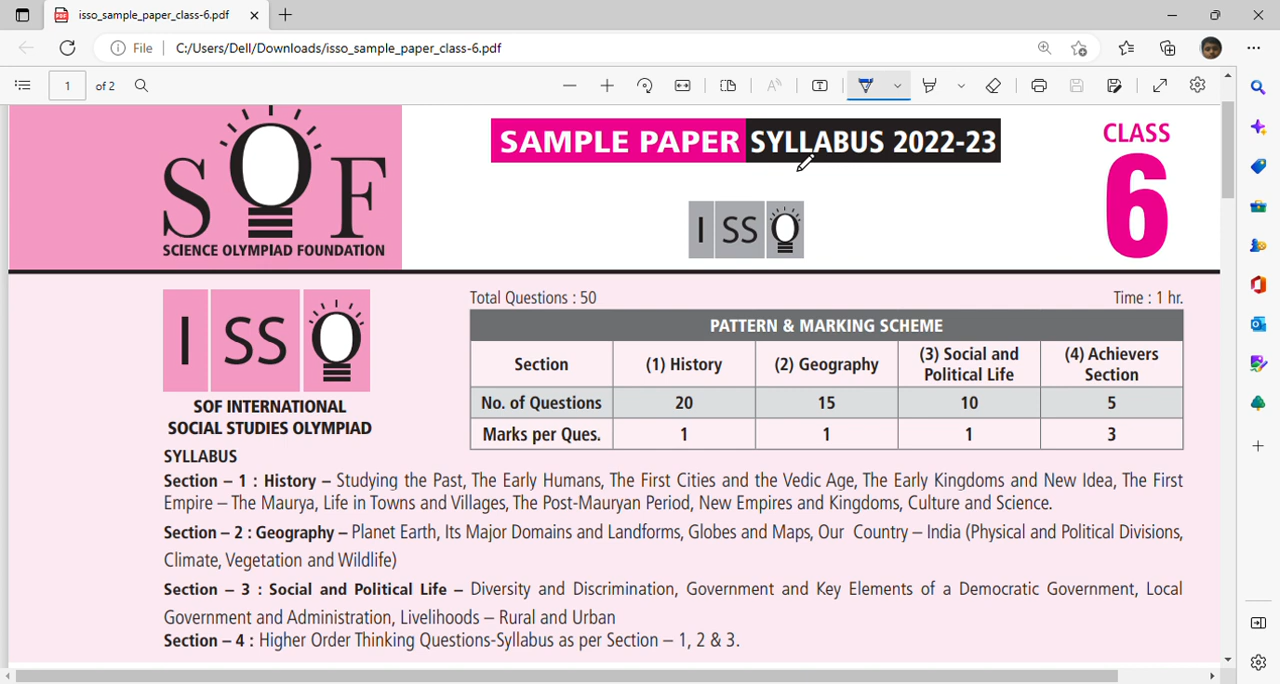 isso_sample_paper_class-6.pdf
File C:/Users/Dell/Downloads/isso_sample_paper_class-6.pdf
1 of 2
SOF
SCIENCE OLYMPIAD FOUNDATION
SAMPLE PAPER SYLLABUS 2022-23
ISSO
CLASS
6
ISSO
SOF INTERNATIONAL
SOCIAL STUDIES OLYMPIAD
Total Questions : 50 Time : 1 hr.
PATTERN & MARKING SCHEME
Section (1) History (2) Geography (3) Social and Political Life (4) Achievers Section
No. of Questions 20 15 10 5
Marks per Ques. 1 1 1 3
SYLLABUS
Section – 1 : History – Studying the Past, The Early Humans, The First Cities and the Vedic Age, The Early Kingdoms and New Idea, The First
Empire – The Maurya, Life in Towns and Villages, The Post-Mauryan Period, New Empires and Kingdoms, Culture and Science.
Section – 2 : Geography – Planet Earth, Its Major Domains and Landforms, Globes and Maps, Our Country – India (Physical and Political Divisions,
Climate, Vegetation and Wildlife)
Section – 3 : Social and Political Life – Diversity and Discrimination, Government and Key Elements of a Democratic Government, Local
Government and Administration, Livelihoods – Rural and Urban
Section – 4 : Higher Order Thinking Questions-Syllabus as per Section – 1, 2 & 3.